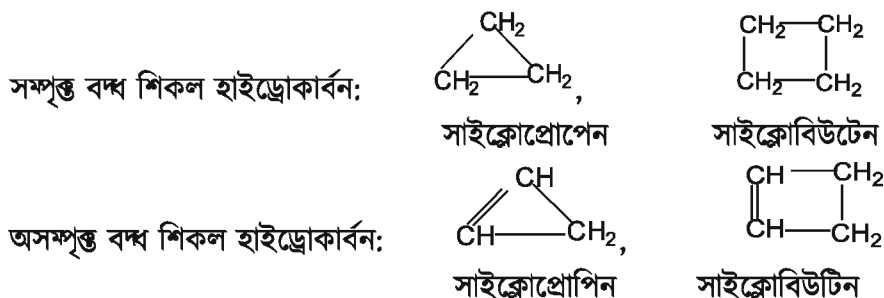 CH₂ CH₂ CH₂
সম্পৃক্ত বদ্ধ শিকল হাইড্রোকার্বন:
CH₂ CH₂, CH₂ CH₂
সাইক্লোপ্রোপেন সাইক্লোবিউটেন
CH CH CH₂
অসম্পৃক্ত বদ্ধ শিকল হাইড্রোকার্বন:
CH CH₂, CH CH₂
সাইক্লোপ্রোপিন সাইক্লোবিউটিন